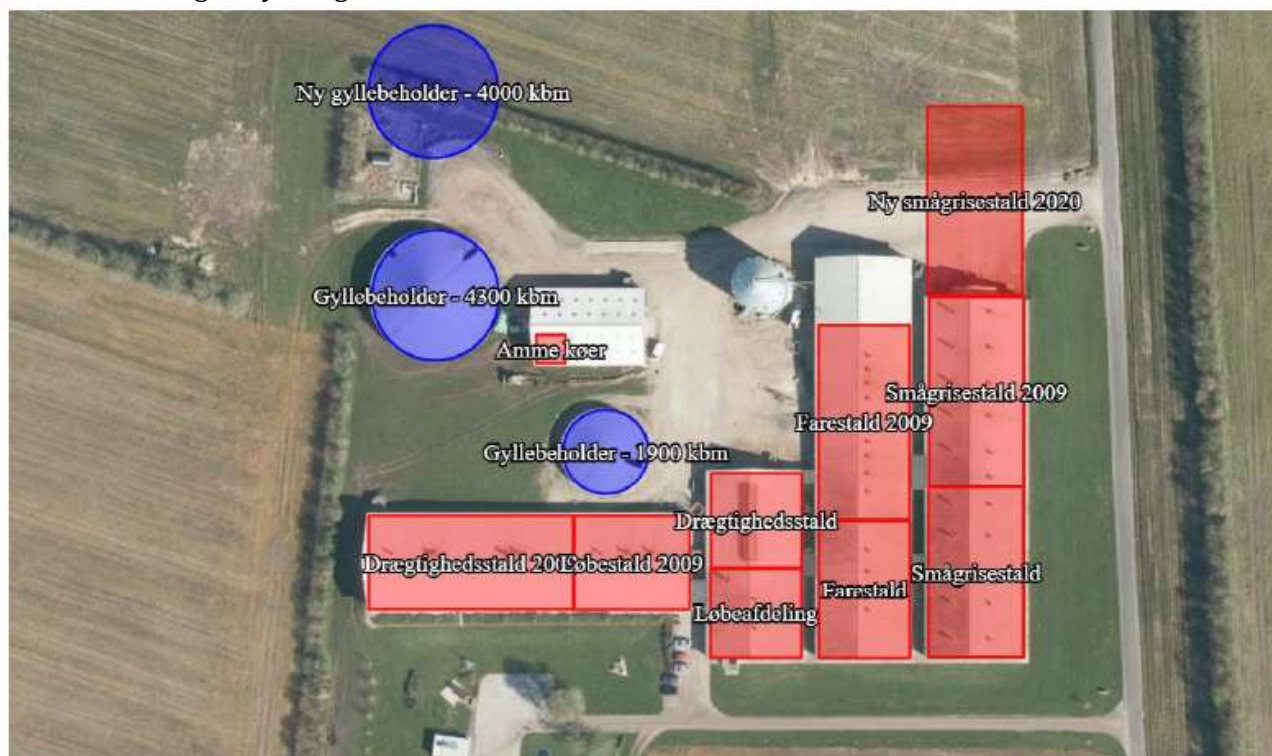 Ny gyllebeholder - 4000 kbm
Ny smågrisestald 2020
Gyllebeholder - 4300 kbm
Amme køer
Smågrisestald 2009
Farestald 2009
Gyllebeholder - 1900 kbm
Drægtighedsstald
Drægtighedsstald
Løbestald 2009
Farestald
Smågrisestald
Løbeafdeling